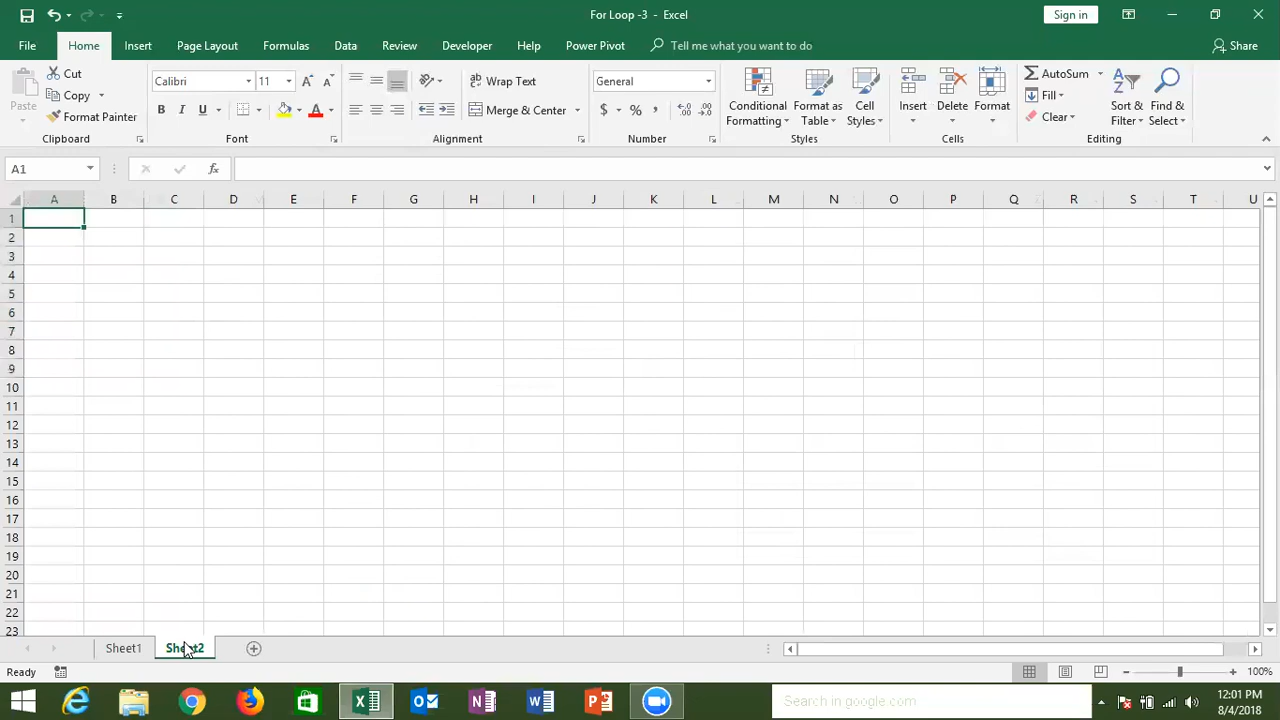 For Loop -3 - Excel
Sign in
File Home Insert Page Layout Formulas Data Review Developer Help Power Pivot Tell me what you want to do Share
Paste
Cut
Copy
Format Painter
Clipboard
Calibri 11
B I U A
Font
Wrap Text
Merge & Center
Alignment
General
$ % ,
Number
Conditional Formatting
Format as Table
Cell Styles
Styles
Insert Delete Format
Cells
AutoSum
Fill
Clear
Sort & Filter
Find & Select
Editing
A1 fx
A B C D E F G H I J K L M N O P Q R S T U
1
2
3
4
5
6
7
8
9
10
11
12
13
14
15
16
17
18
19
20
21
22
23
Sheet1 Sheet2
Ready 100%
Search in google.com
12:01 PM
8/4/2018